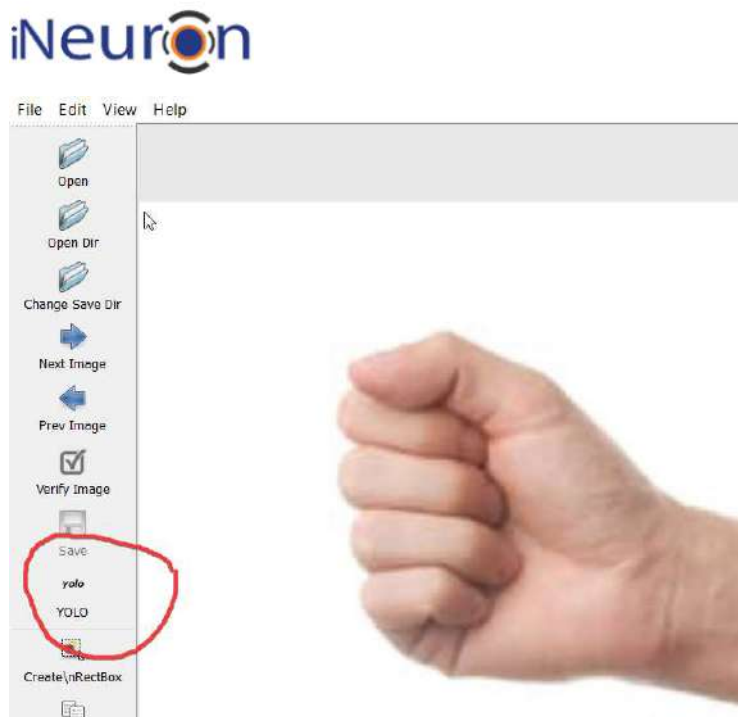 iNeuron
File Edit View Help
Open
Open Dir
Change Save Dir
Next Image
Prev Image
Verify Image
Save
yolo
YOLO
Create\nRectBox